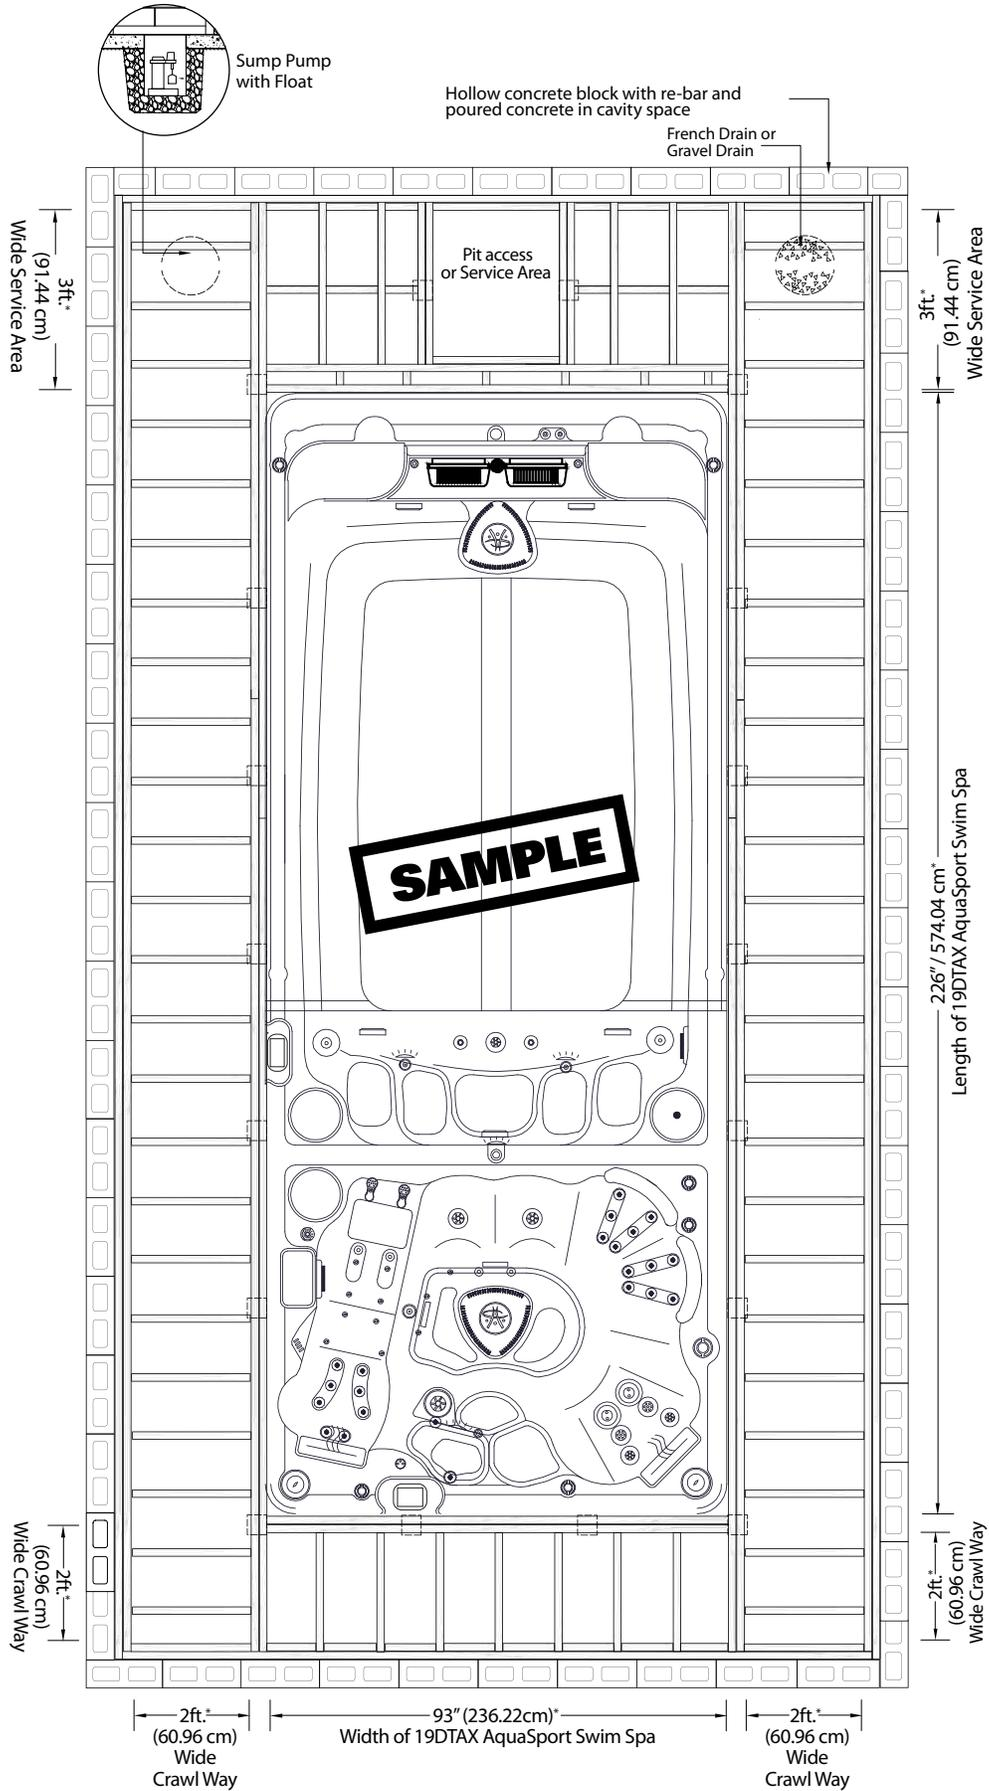 Sump Pump
with Float
Hollow concrete block with re-bar and
poured concrete in cavity space
French Drain or
Gravel Drain
Pit access
or Service Area
3ft.*
(91.44 cm)
Wide Service Area
3ft.*
(91.44 cm)
Wide Service Area
SAMPLE
226” / 574.04 cm*
Length of 19DTAX AquaSport Swim Spa
2ft.*
(60.96 cm)
Wide Crawl Way
2ft.*
(60.96 cm)
Wide Crawl Way
2ft.*
(60.96 cm)
Wide
Crawl Way
93” (236.22cm)*
Width of 19DTAX AquaSport Swim Spa
2ft.*
(60.96 cm)
Wide
Crawl Way